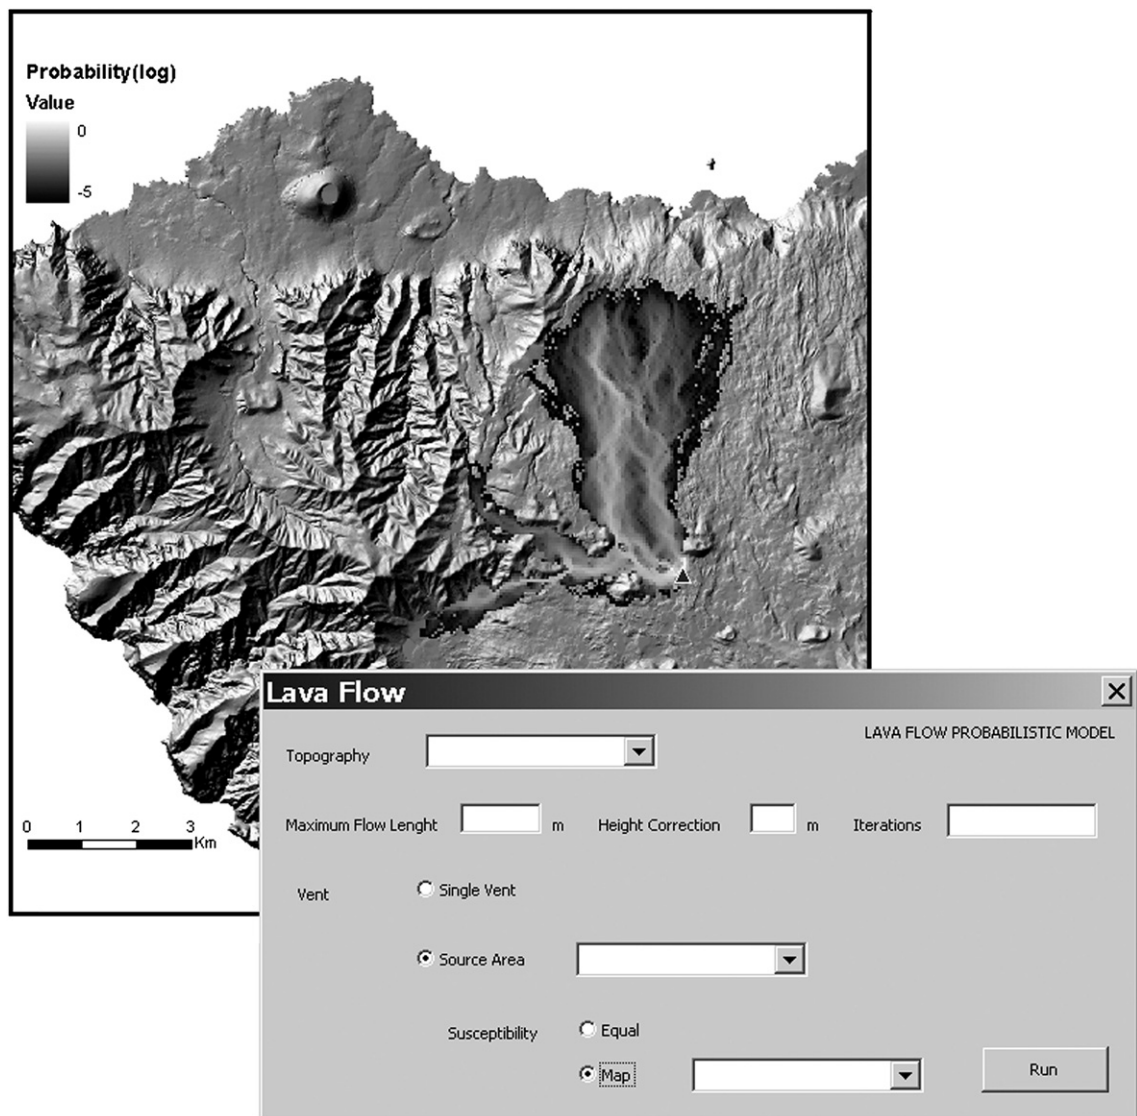 Probability(log)
Value
0
-5
0 1 2 3
Km
Lava Flow
LAVA FLOW PROBABILISTIC MODEL
Topography
Maximum Flow Lenght m Height Correction m Iterations
Vent Single Vent
Source Area
Susceptibility Equal
Map
Run